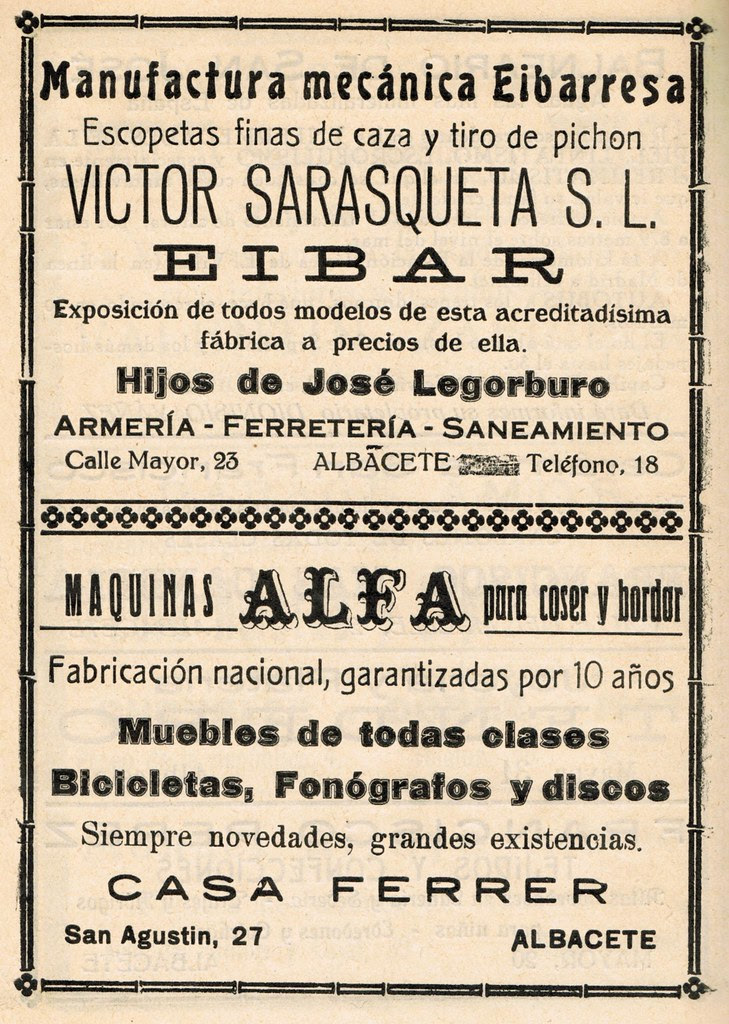 Manufactura mecánica Eibarresa
Escopetas finas de caza y tiro de pichon
VICTOR SARASQUETA S. L.
EIBAR
Exposición de todos modelos de esta acreditadísima
fábrica a precios de ella.
Hijos de José Legorburo
ARMERÍA - FERRETERÍA - SANEAMIENTO
Calle Mayor, 23 ALBACETE Teléfono, 18
MAQUINAS ALFA para coser y bordar
Fabricación nacional, garantizadas por 10 años
Muebles de todas clases
Bicicletas, Fonógrafos y discos
Siempre novedades, grandes existencias.
CASA FERRER
San Agustin, 27 ALBACETE